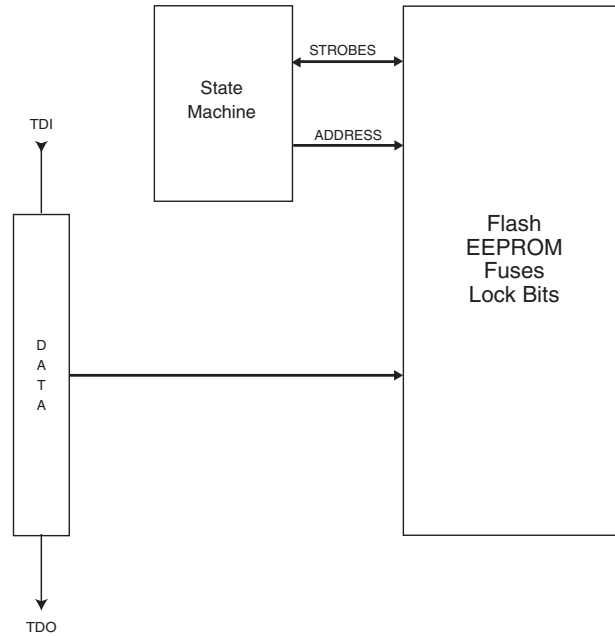 STROBES
State
Machine
ADDRESS
TDI
Flash
EEPROM
Fuses
Lock Bits
D
A
T
A
TDO